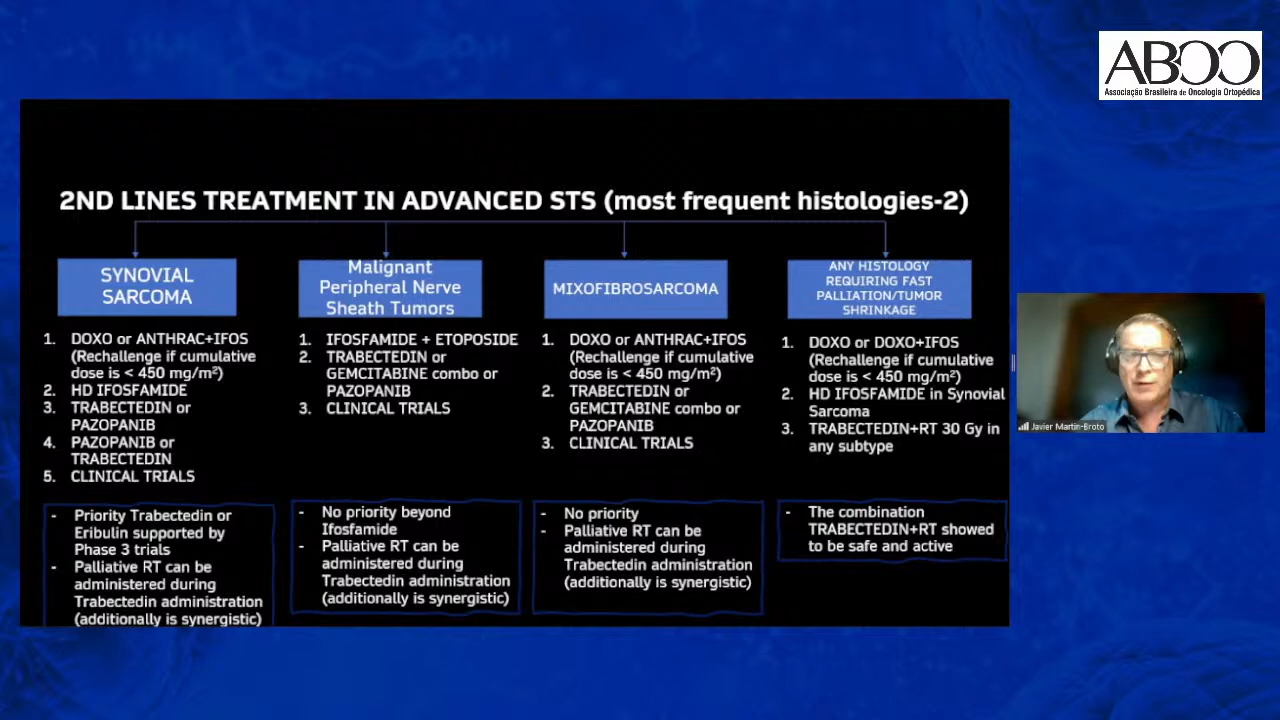 ABOO
Associação Brasileira de Oncologia Ortopédica
2ND LINES TREATMENT IN ADVANCED STS (most frequent histologies-2)
SYNOVIAL
SARCOMA
1. DOXO or ANTHRAC+IFOS
(Rechallenge if cumulative
dose is < 450 mg/m²)
2. HD IFOSFAMIDE
3. TRABECTEDIN or
PAZOPANIB
4. PAZOPANIB or
TRABECTEDIN
5. CLINICAL TRIALS
- Priority Trabectedin or
Eribulin supported by
Phase 3 trials
- Palliative RT can be
administered during
Trabectedin administration
(additionally is synergistic)
Malignant
Peripheral Nerve
Sheath Tumors
1. IFOSFAMIDE + ETOPOSIDE
2. TRABECTEDIN or
GEMCITABINE combo or
PAZOPANIB
3. CLINICAL TRIALS
- No priority beyond
Ifosfamide
- Palliative RT can be
administered during
Trabectedin administration
(additionally is synergistic)
MIXOFIBROSARCOMA
1. DOXO or ANTHRAC+IFOS
(Rechallenge if cumulative
dose is < 450 mg/m²)
2. TRABECTEDIN or
GEMCITABINE combo or
PAZOPANIB
3. CLINICAL TRIALS
- No priority
- Palliative RT can be
administered during
Trabectedin administration
(additionally is synergistic)
ANY HISTOLOGY
REQUIRING FAST
PALLIATION/TUMOR
SHRINKAGE
1. DOXO or DOXO+IFOS
(Rechallenge if cumulative
dose is < 450 mg/m²)
2. HD IFOSFAMIDE in Synovial
Sarcoma
3. TRABECTEDIN+RT 30 Gy in
any subtype
- The combination
TRABECTEDIN+RT showed
to be safe and active
Javier Martin-Broto